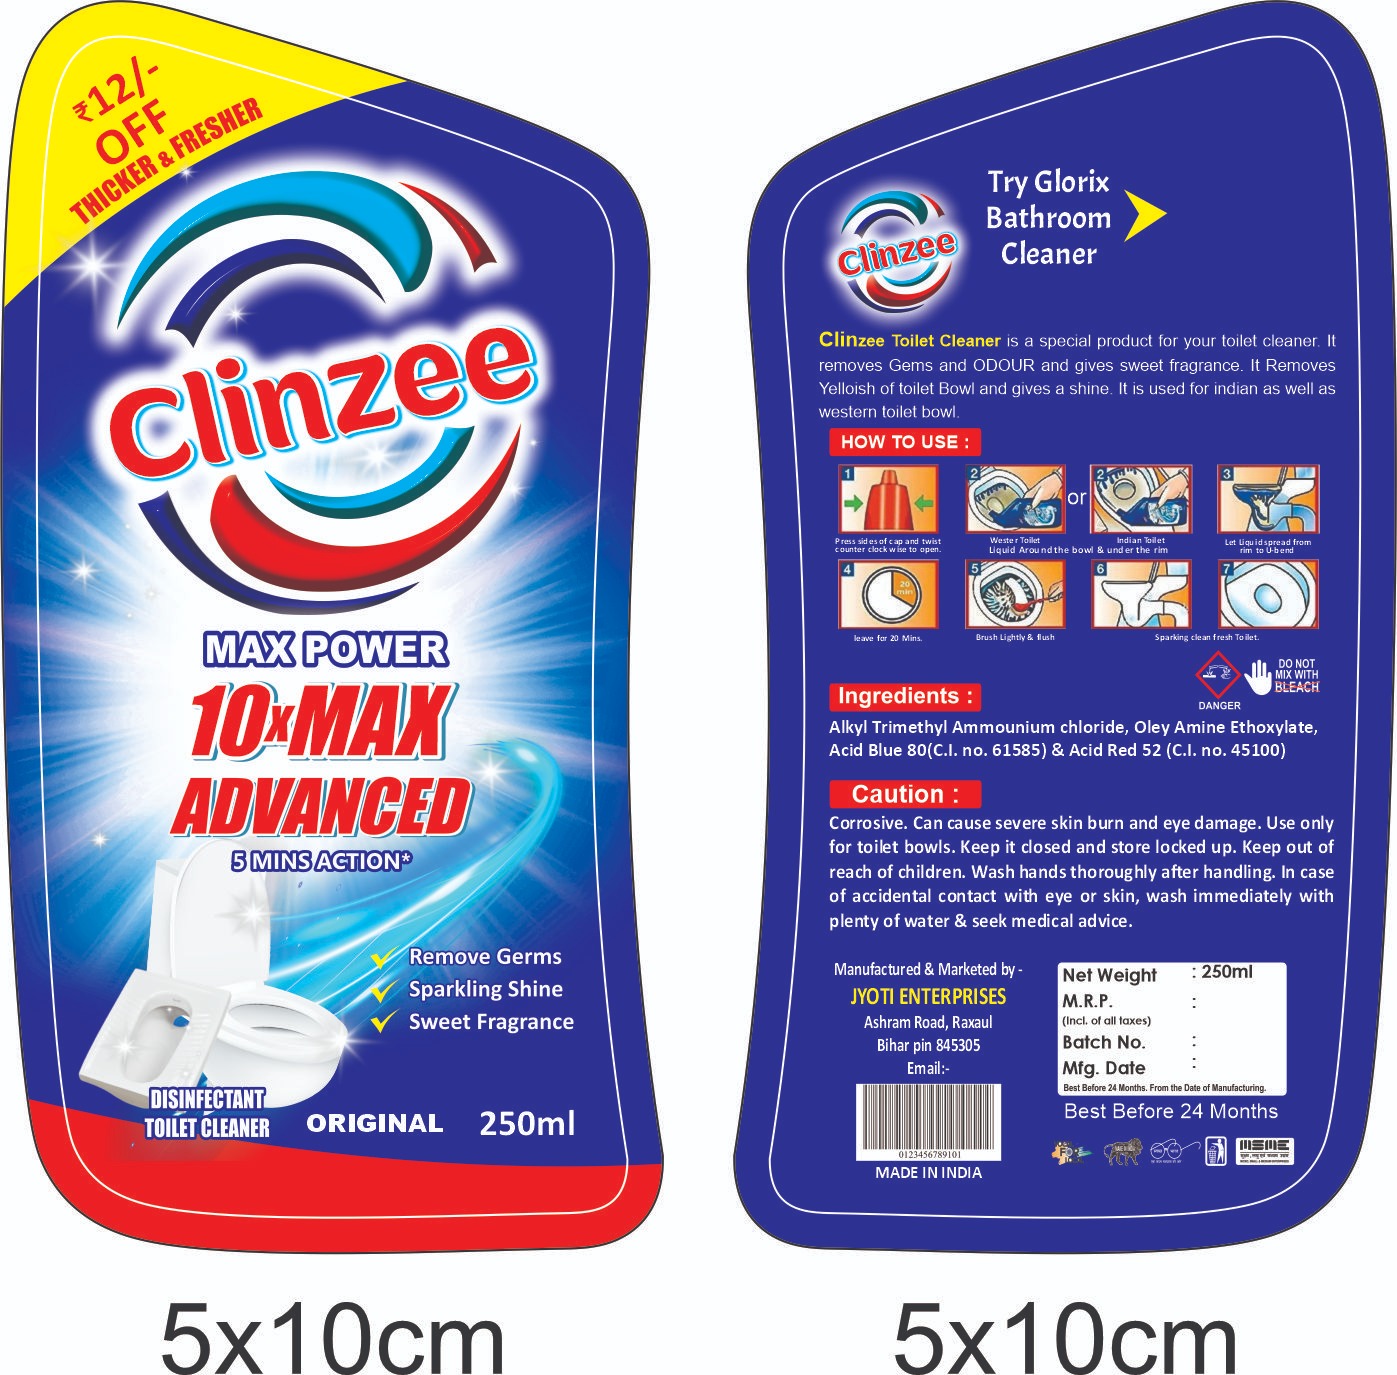 ₹12/-
OFF
THICKER & FRESHER
Clinzee
MAX POWER
10xMAX
ADVANCED
5 MINS ACTION*
Remove Germs
Sparkling Shine
Sweet Fragrance
DISINFECTANT
TOILET CLEANER
ORIGINAL 250ml
5x10cm
Clinzee
Try Glorix
Bathroom
Cleaner
Clinzee Toilet Cleaner is a special product for your toilet cleaner. It
removes Gems and ODOUR and gives sweet fragrance. It Removes
Yelloish of toilet Bowl and gives a shine. It is used for indian as well as
western toilet bowl.
HOW TO USE :
1
2
or
2
3
Press sides of cap and twist
counter clock wise to open.
Wester Toilet
Indian Toilet
Liquid Around the bowl & under the rim
Let Liquid spread from
rim to U-bend
4
20
min
5
6
7
leave for 20 Mins.
Brush Lightly & flush
Sparking clean fresh Toilet.
DANGER
DO NOT
MIX WITH
BLEACH
Ingredients :
Alkyl Trimethyl Ammounium chloride, Oley Amine Ethoxylate,
Acid Blue 80(C.I. no. 61585) & Acid Red 52 (C.I. no. 45100)
Caution :
Corrosive. Can cause severe skin burn and eye damage. Use only
for toilet bowls. Keep it closed and store locked up. Keep out of
reach of children. Wash hands thoroughly after handling. In case
of accidental contact with eye or skin, wash immediately with
plenty of water & seek medical advice.
Manufactured & Marketed by -
JYOTI ENTERPRISES
Ashram Road, Raxaul
Bihar pin 845305
Email:-
0123456789101
MADE IN INDIA
Net Weight : 250ml
M.R.P. :
(Incl. of all taxes)
Batch No. :
Mfg. Date :
Best Before 24 Months. From the Date of Manufacturing.
Best Before 24 Months
MSME
5x10cm